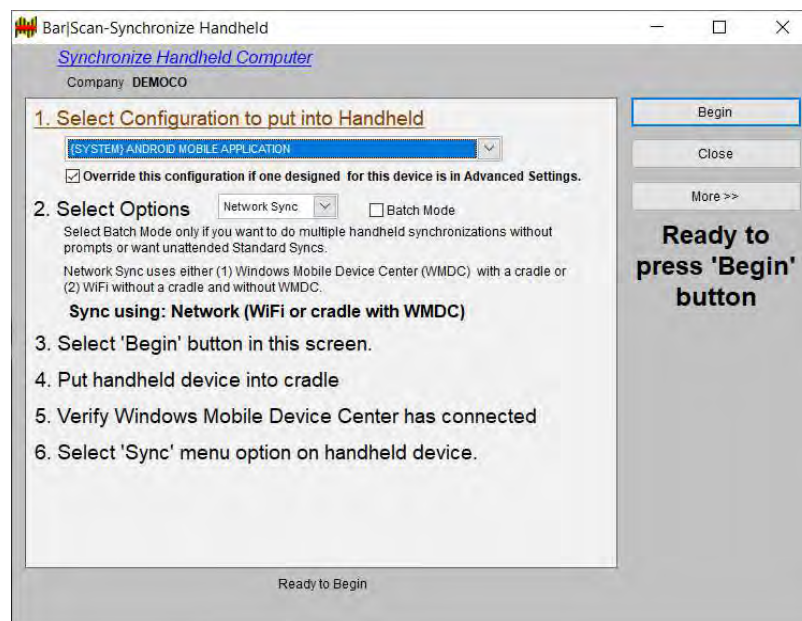 Bar|Scan-Synchronize Handheld
Synchronize Handheld Computer
Company DEMOCO
1. Select Configuration to put into Handheld
{SYSTEM} ANDROID MOBILE APPLICATION
Override this configuration if one designed for this device is in Advanced Settings.
2. Select Options Network Sync Batch Mode
Select Batch Mode only if you want to do multiple handheld synchronizations without
prompts or want unattended Standard Syncs.
Network Sync uses either (1) Windows Mobile Device Center (WMDC) with a cradle or
(2) WiFi without a cradle and without WMDC.
Sync using: Network (WiFi or cradle with WMDC)
3. Select 'Begin' button in this screen.
4. Put handheld device into cradle
5. Verify Windows Mobile Device Center has connected
6. Select 'Sync' menu option on handheld device.
Begin
Close
More >>
Ready to
press 'Begin'
button
Ready to Begin